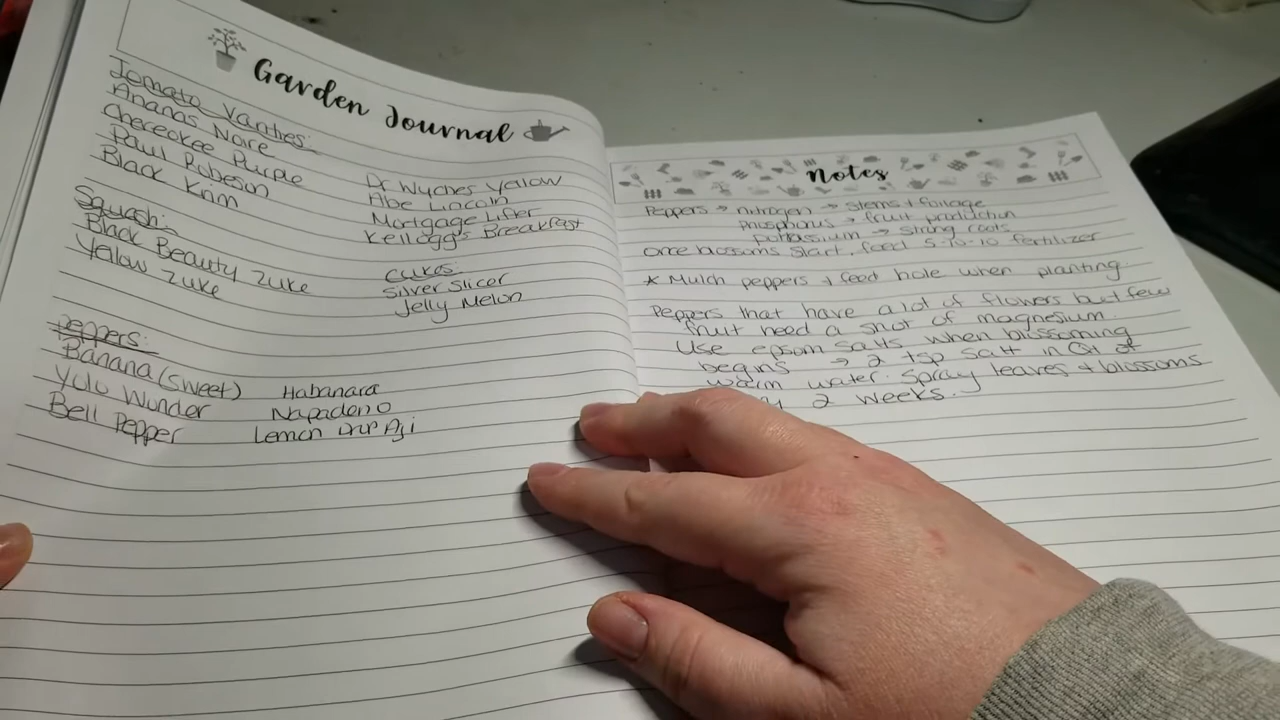 Garden Journal
Tomato Varities:
Ananas Noire
Chereokee Purple
Paul Robeson
Black Krim
Dr Wyches Yellow
Abe Lincoln
Mortgage Lifter
Kellogg's Breakfast
Squash:
Black Beauty Zuke
Yellow Zuke
Cukes:
Silver Slicer
Jelly Melon
Peppers:
Banana (sweet)
Yolo Wunder
Bell Pepper
Habanara
Napadeno
Lemon Drop Aji
Notes
Peppers → nitrogen → stems + foilage
Phosphorus → fruit production
Pottassium → strong roots
Once blossoms start, feed 5-10-10 fertilizer
* Mulch peppers + feed hole when planting.
Peppers that have a lot of flowers but few
fruit need a shot of magnesium.
Use epsom salts when blossoming
begins → 2 tsp salt in Qt of
warm water. Spray leaves + blossoms
2 weeks.